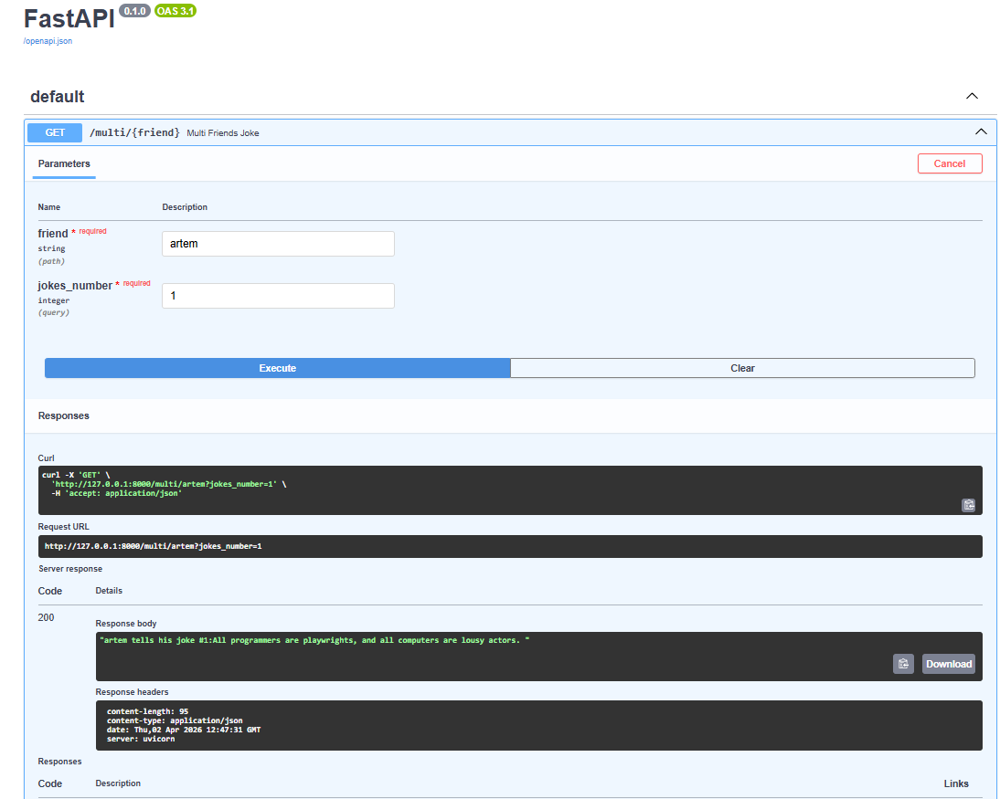 FastAPI 0.1.0 OAS 3.1
/openapi.json
default
GET /multi/{friend} Multi Friends Joke
Parameters
Cancel
Name Description
friend * required
string
(path)
artem
jokes_number * required
integer
(query)
1
Execute
Clear
Responses
Curl
curl -X 'GET' \
'http://127.0.0.1:8000/multi/artem?jokes_number=1' \
-H 'accept: application/json'
Request URL
http://127.0.0.1:8000/multi/artem?jokes_number=1
Server response
Code Details
200
Response body
"artem tells his joke #1:All programmers are playwrights, and all computers are lousy actors. "
Download
Response headers
content-length: 95
content-type: application/json
date: Thu,02 Apr 2026 12:47:31 GMT
server: uvicorn
Responses
Code Description Links